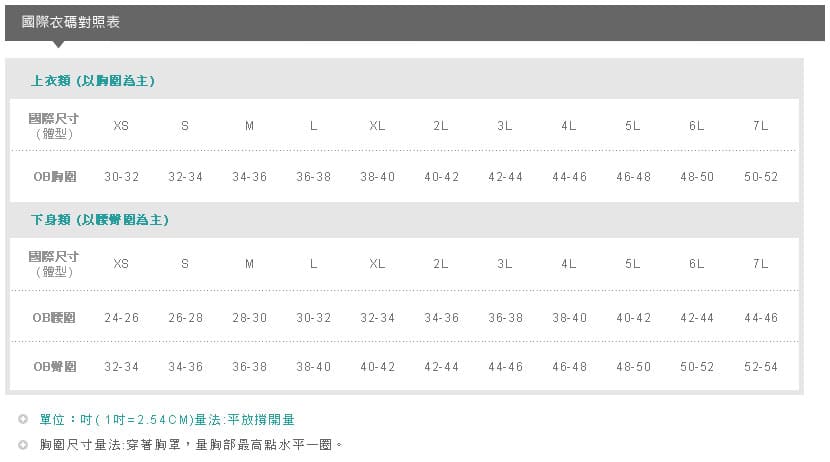 國際衣碼對照表
上衣類 (以胸圍為主)
國際尺寸 (體型) XS S M L XL 2L 3L 4L 5L 6L 7L
OB胸圍 30-32 32-34 34-36 36-38 38-40 40-42 42-44 44-46 46-48 48-50 50-52
下身類 (以腰臀圍為主)
國際尺寸 (體型) XS S M L XL 2L 3L 4L 5L 6L 7L
OB腰圍 24-26 26-28 28-30 30-32 32-34 34-36 36-38 38-40 40-42 42-44 44-46
OB臀圍 32-34 34-36 36-38 38-40 40-42 42-44 44-46 46-48 48-50 50-52 52-54
單位：吋( 1吋=2.54CM)量法:平放撐開量
胸圍尺寸量法:穿著胸罩，量胸部最高點水平一圈。